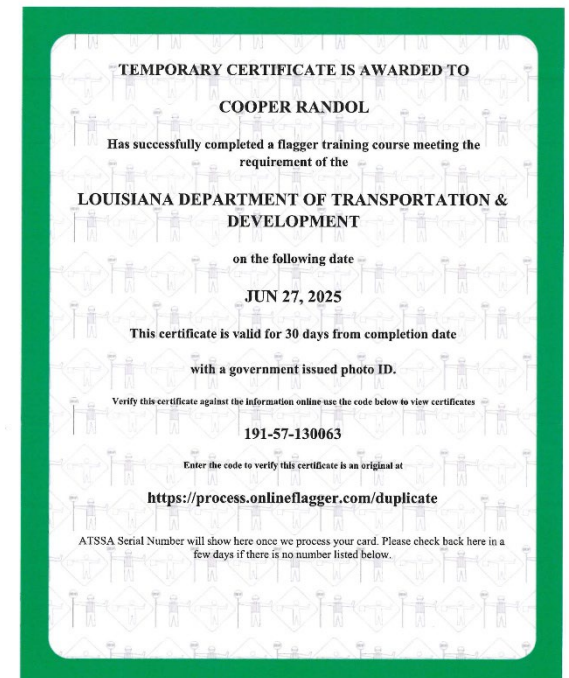 TEMPORARY CERTIFICATE IS AWARDED TO
COOPER RANDOL
Has successfully completed a flagger training course meeting the
requirement of the
LOUISIANA DEPARTMENT OF TRANSPORTATION &
DEVELOPMENT
on the following date
JUN 27, 2025
This certificate is valid for 30 days from completion date
with a government issued photo ID.
Verify this certificate against the information online use the code below to view certificates
191-57-130063
Enter the code to verify this certificate is an original at
https://process.onlineflagger.com/duplicate
ATSSA Serial Number will show here once we process your card. Please check back here in a
few days if there is no number listed below.